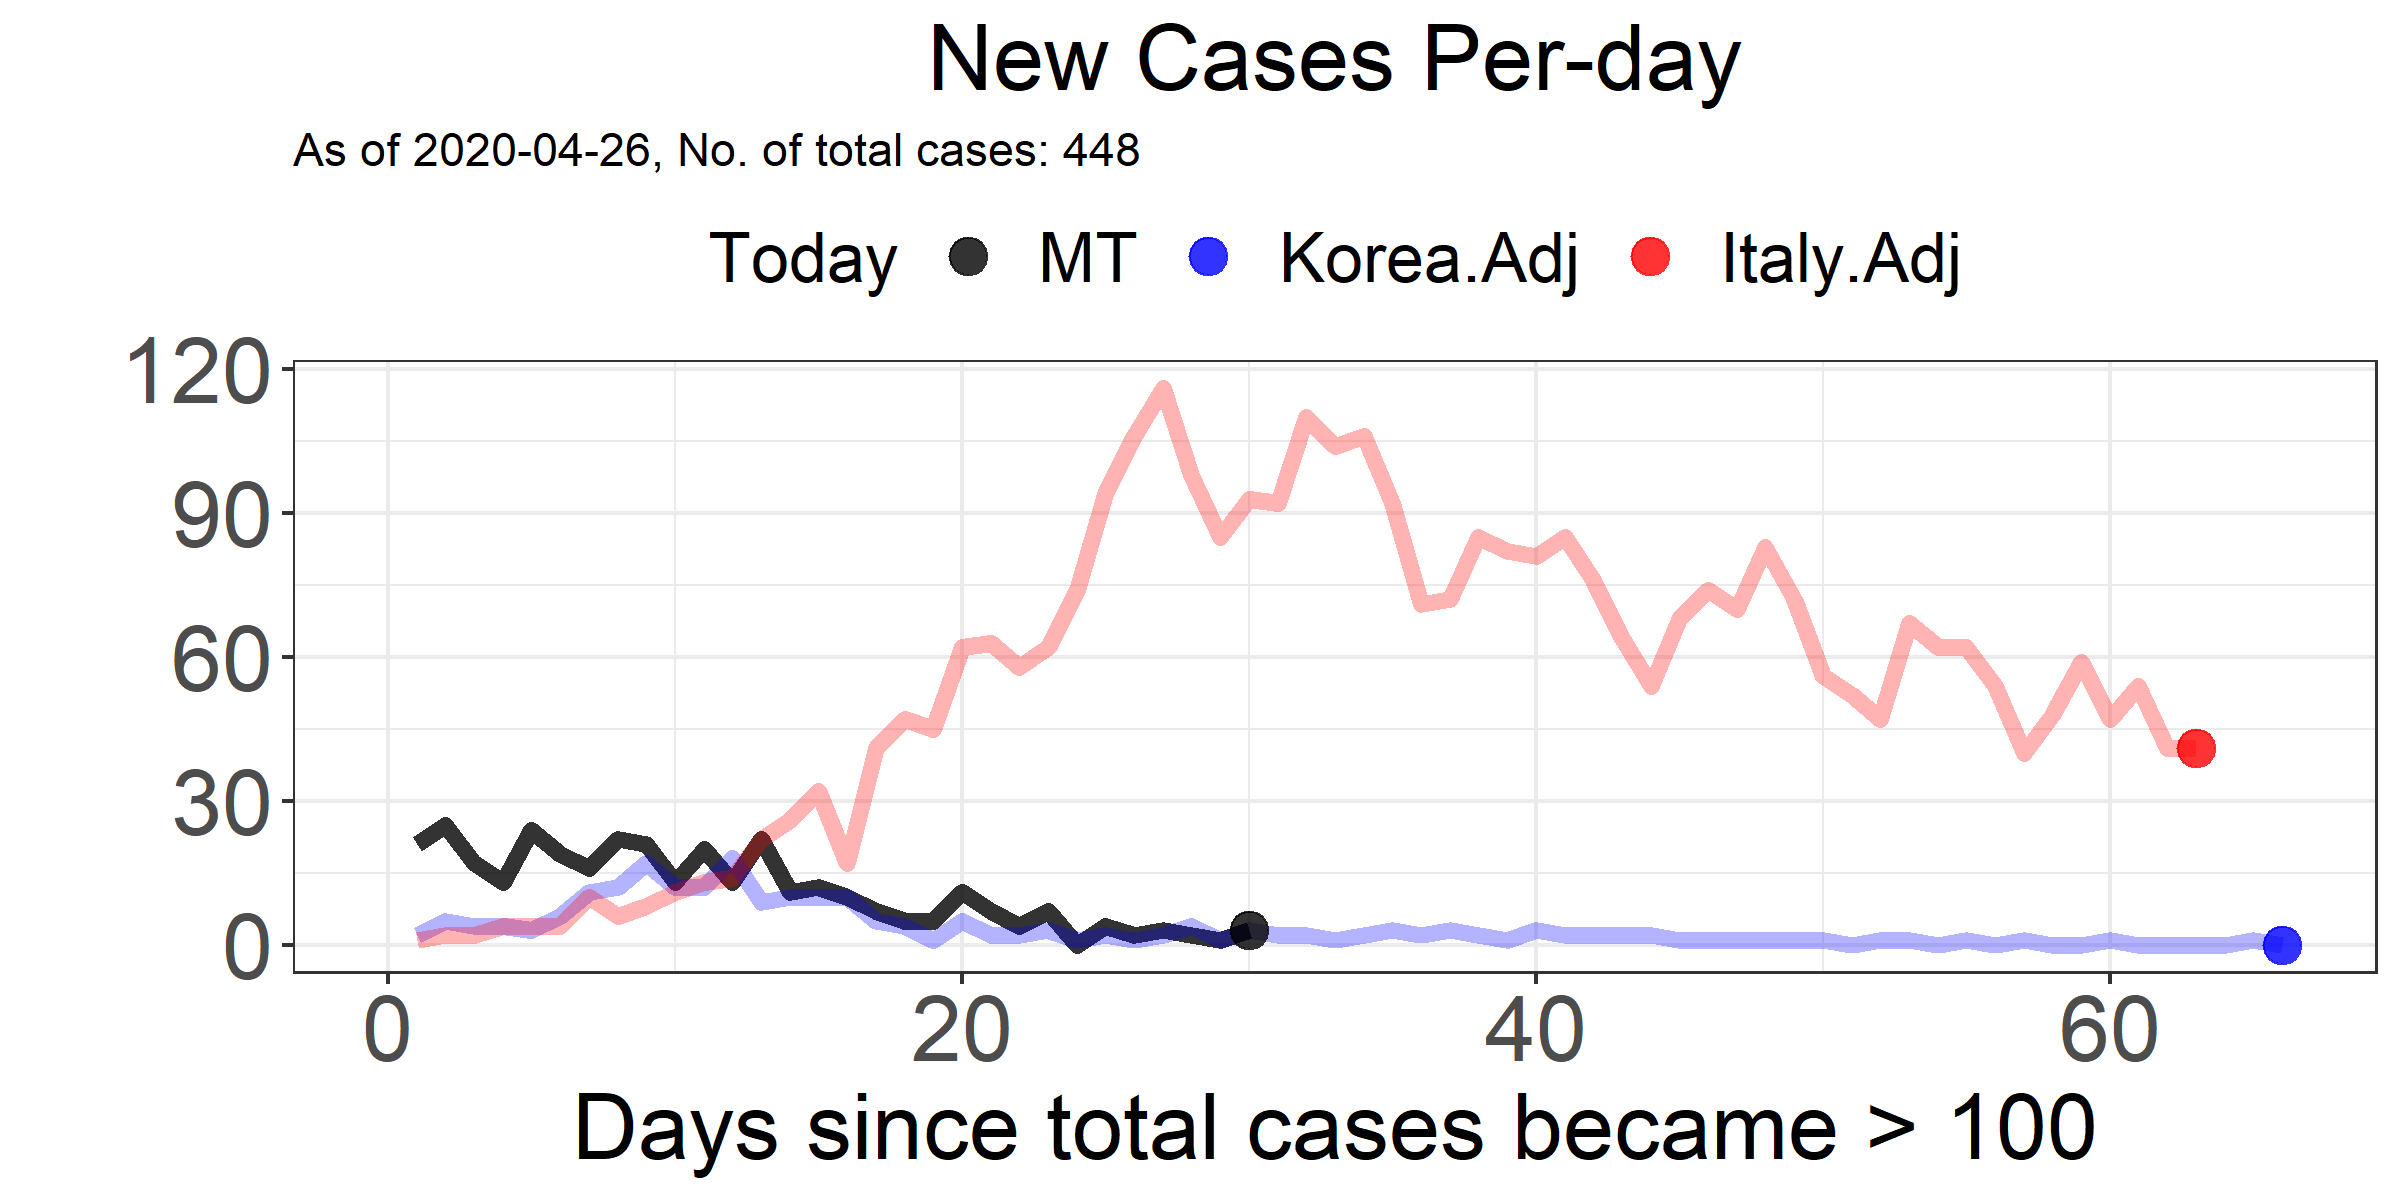 New Cases Per-day
As of 2020-04-26, No. of total cases: 448
Today MT Korea.Adj Italy.Adj
120
90
60
30
0
0 20 40 60
Days since total cases became > 100